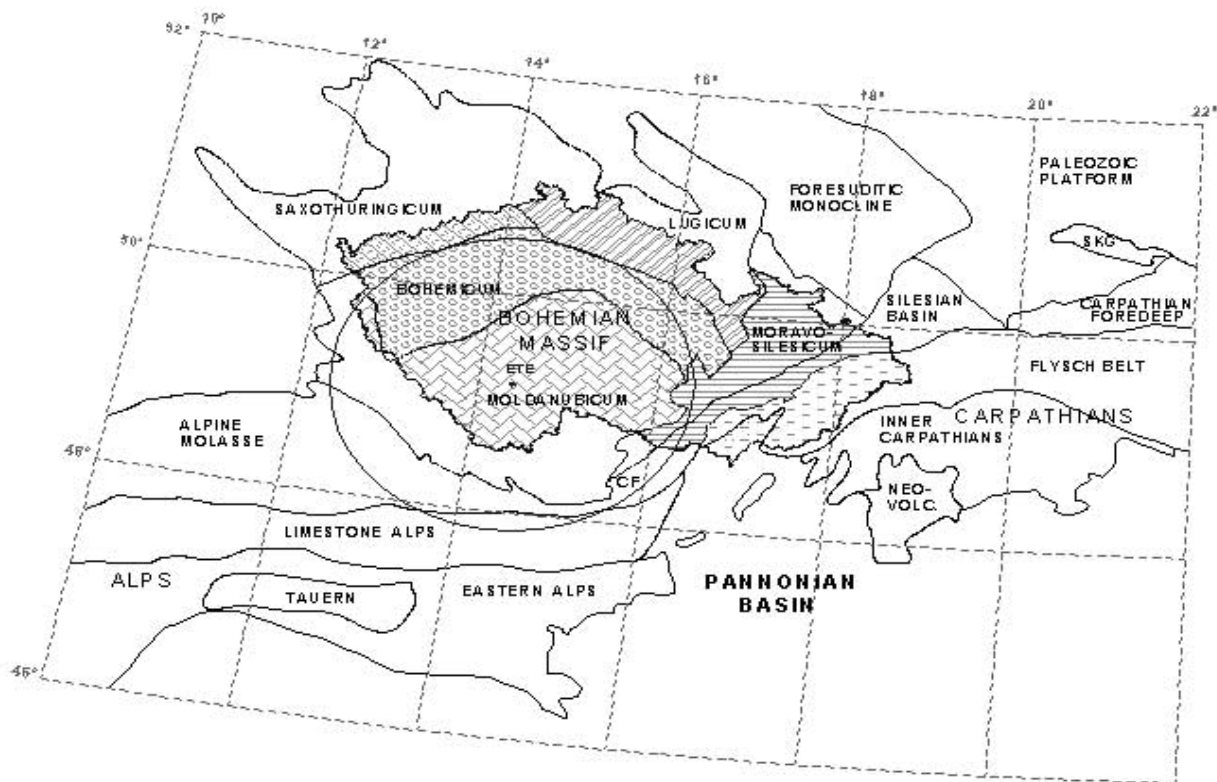 10°
52°
12°
14°
16°
18°
20°
22°
PALEOZOIC
PLATFORM
FORESUDITIC
MONOCLINE
SAXOTHURINGICUM
LUGICUM
SKG
50°
BOHEMICUM
SILESIAN
BASIN
CARPATHIAN
FOREDEEP
BOHEMIAN
MASSIF
MORAVO-
SILESICUM
ETE
FLYSCH BELT
MOLDANUBICUM
CARPATHIANS
INNER
CARPATHIANS
ALPINE
MOLASSE
48°
CF
NEO-
VOLC.
LIMESTONE ALPS
ALPS
TAUERN
EASTERN ALPS
PANNONIAN
BASIN
46°